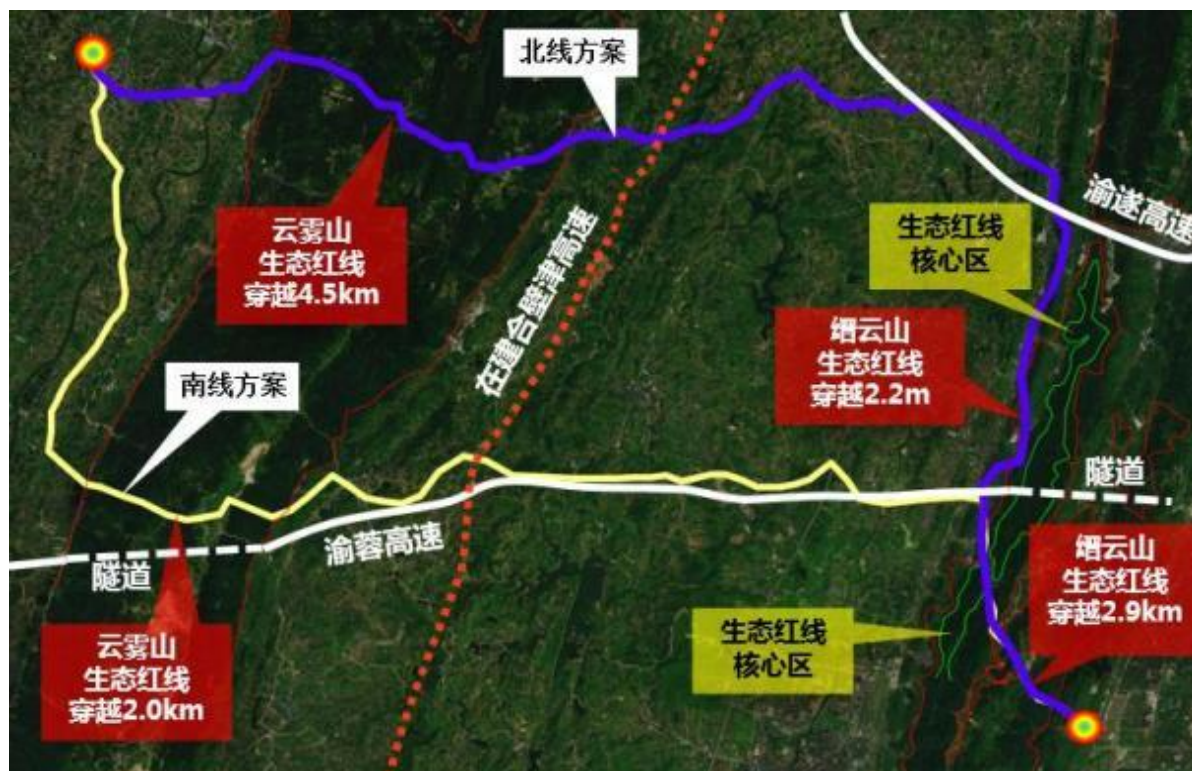 北线方案
渝遂高速
云雾山
生态红线
穿越4.5km
生态红线
核心区
在建合璧津高速
缙云山
生态红线
穿越2.2m
南线方案
隧道
渝蓉高速
隧道
缙云山
生态红线
穿越2.9km
生态红线
核心区
云雾山
生态红线
穿越2.0km